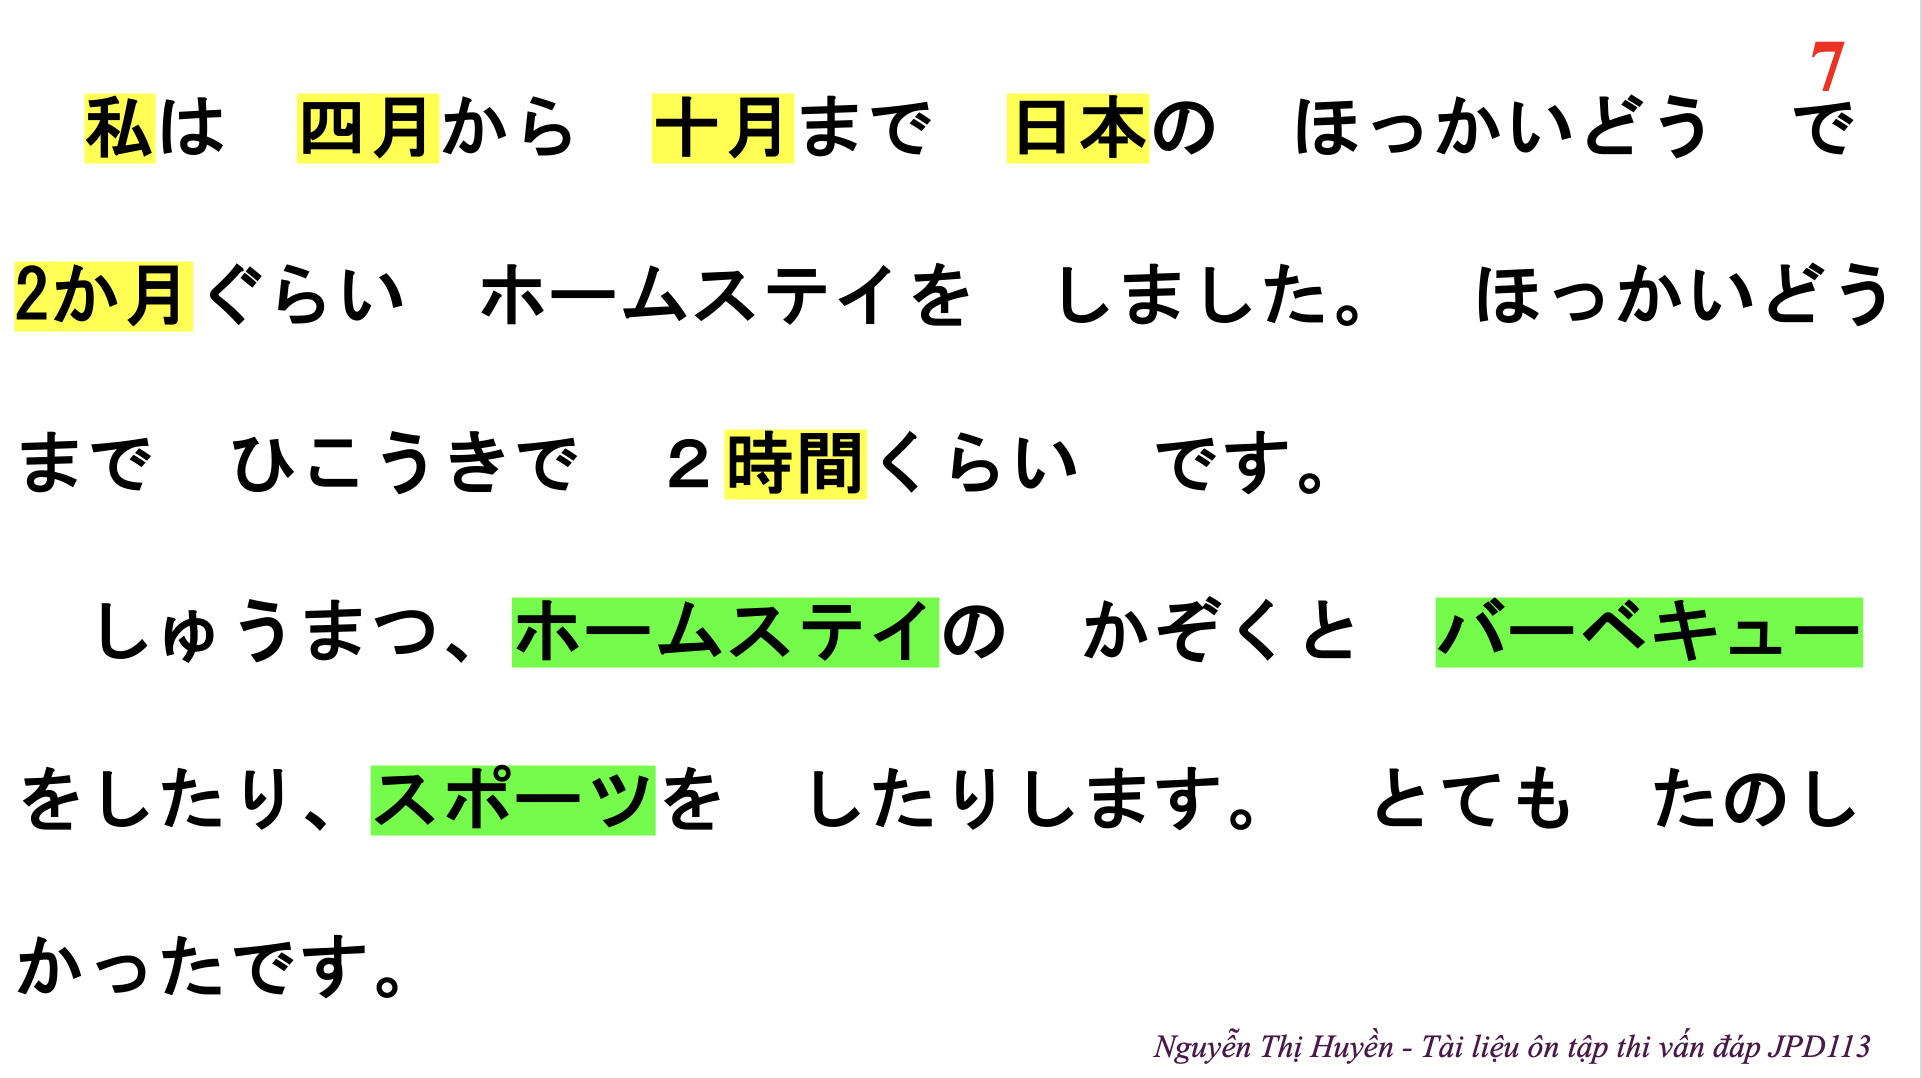 7
私は　四月から　十月まで　日本の　ほっかいどう　で
2か月ぐらい　ホームステイを　しました。　ほっかいどう
まで　ひこうきで　２時間くらい　です。
しゅうまつ、ホームステイの　かぞくと　バーベキュー
をしたり、スポーツを　したりします。　とても　たのし
かったです。
Nguyễn Thị Huyền - Tài liệu ôn tập thi vấn đáp JPD113